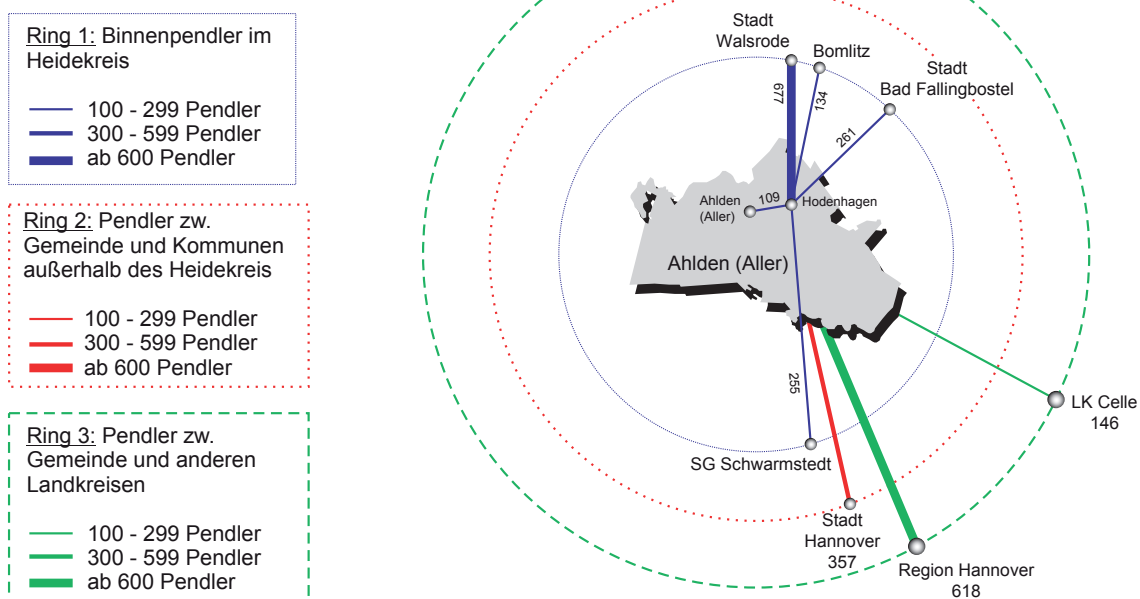 Ring 1: Binnenpendler im
Heidekreis
100 - 299 Pendler
300 - 599 Pendler
ab 600 Pendler
Ring 2: Pendler zw.
Gemeinde und Kommunen
außerhalb des Heidekreis
100 - 299 Pendler
300 - 599 Pendler
ab 600 Pendler
Ring 3: Pendler zw.
Gemeinde und anderen
Landkreisen
100 - 299 Pendler
300 - 599 Pendler
ab 600 Pendler
Stadt
Walsrode
Bomlitz
Stadt
Bad Fallingbostel
677
134
261
109
Ahlden
(Aller)
Hodenhagen
Ahlden (Aller)
255
SG Schwarmstedt
LK Celle
146
Stadt
Hannover
357
Region Hannover
618